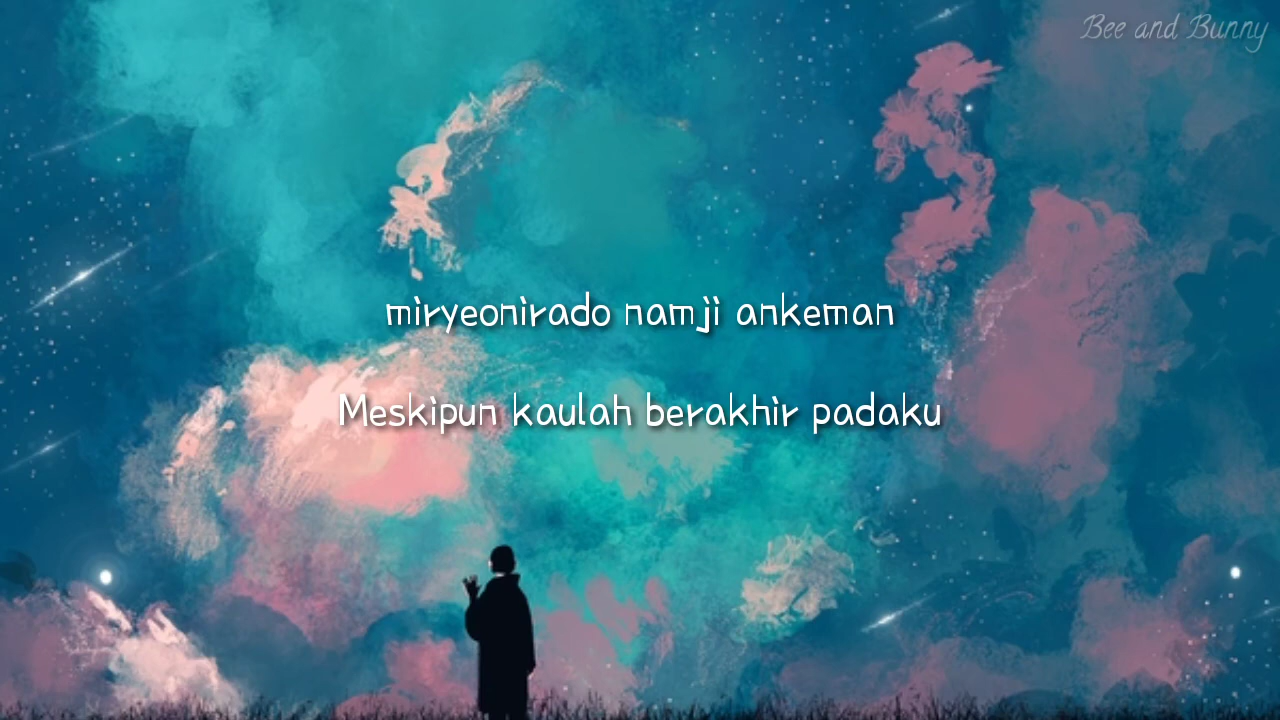 Bee and Bunny
miryeonirado namji ankeman
Meskipun kaulah berakhir padaku